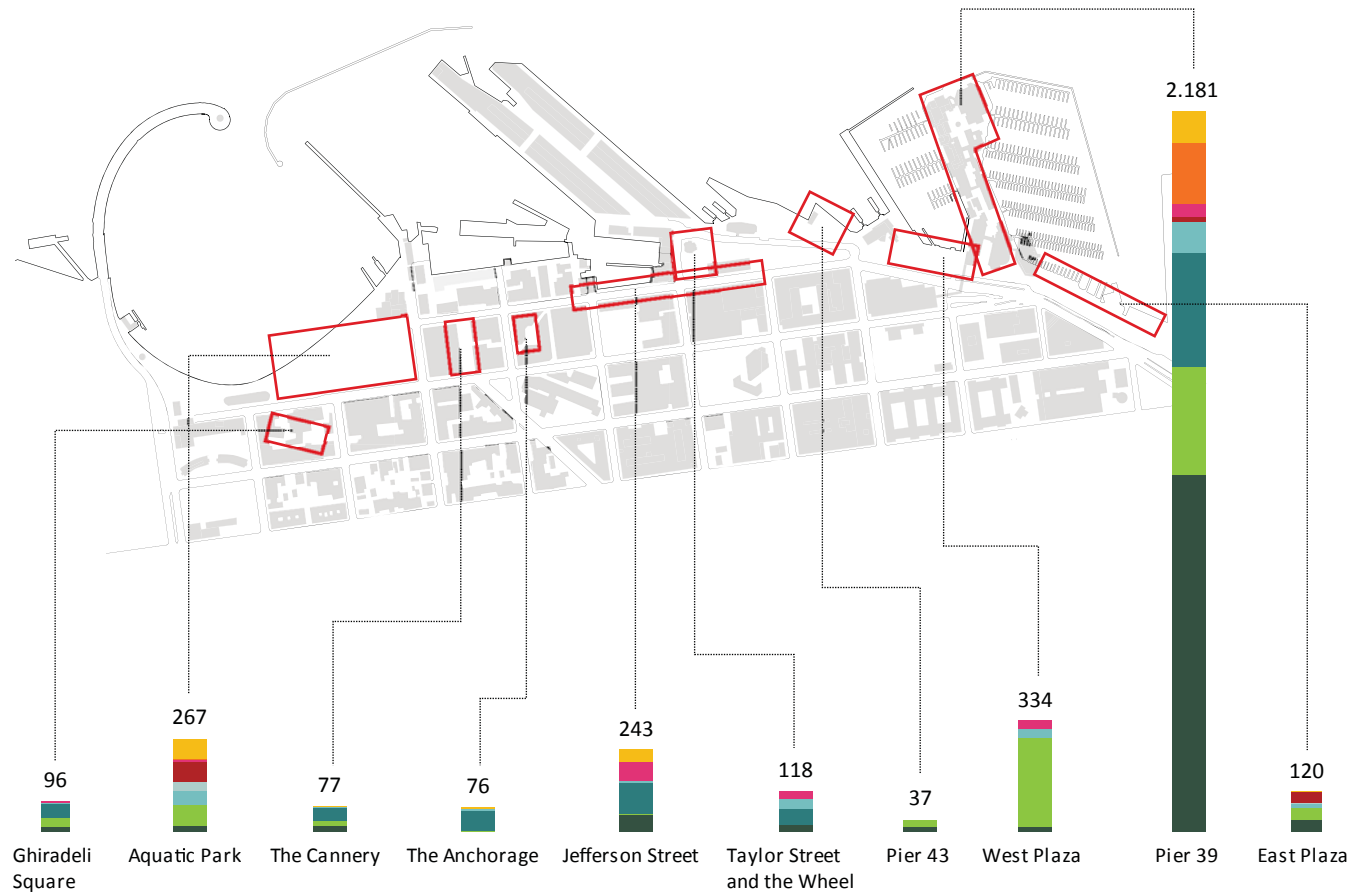 2.181
334
267
243
118
120
96
77
76
37
Ghiradeli
Square
Aquatic Park
The Cannery
The Anchorage
Jefferson Street
Taylor Street
and the Wheel
Pier 43
West Plaza
Pier 39
East Plaza